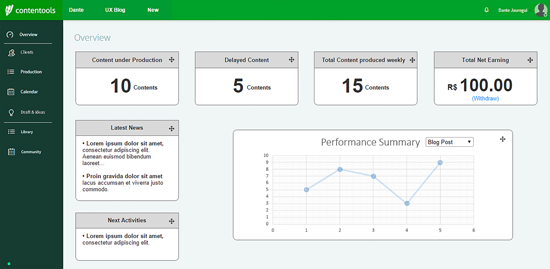 contentools
Dante
UX Blog
New
Dante Jauregui
Overview
Clients
Production
Calendar
Draft & Ideas
Library
Community
Overview
Content under Production
10 Contents
Delayed Content
5 Contents
Total Content produced weekly
15 Contents
Total Net Earning
R$ 100.00
(Withdraw)
Latest News
• Lorem ipsum dolor sit amet,
consectetur adipiscing elit.
Aenean euismod bibendum
laoreet...
• Proin gravida dolor sit amet
lacus accumsan et viverra justo
commodo.
Next Activities
• Lorem ipsum dolor sit amet,
consectetur adipiscing elit.
Performance Summary
Blog Post
10
9
8
7
6
5
4
3
2
1
0
0 1 2 3 4 5 6